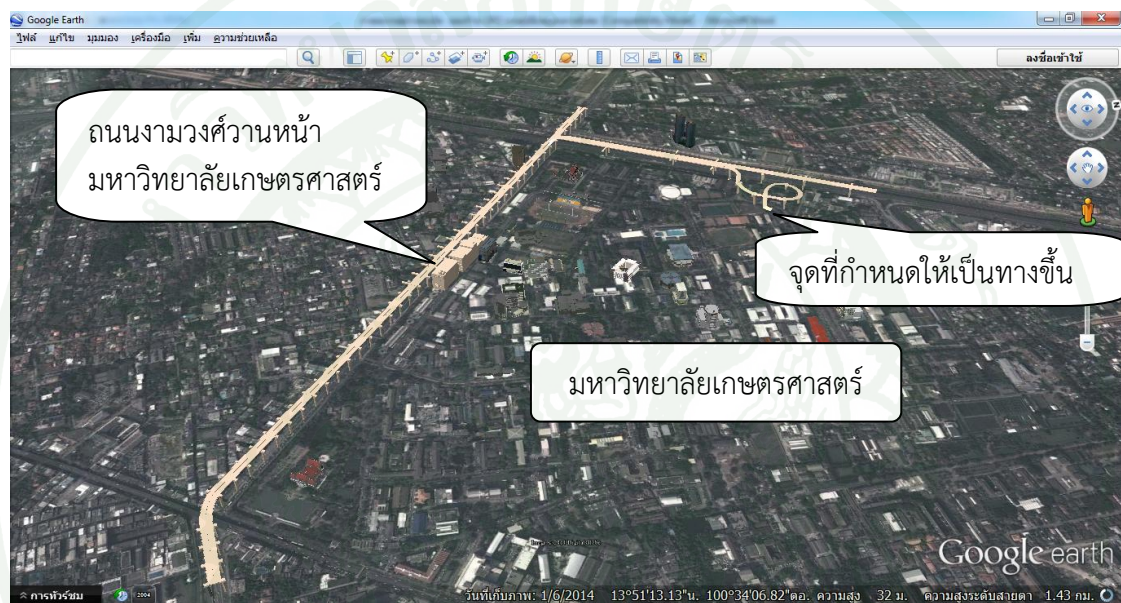 Google Earth
ไฟล์ แก้ไข มุมมอง เครื่องมือ เพิ่ม ความช่วยเหลือ
ลงชื่อเข้าใช้
ถนนงามวงศ์วานหน้า
มหาวิทยาลัยเกษตรศาสตร์
จุดที่กำหนดให้เป็นทางขึ้น
มหาวิทยาลัยเกษตรศาสตร์
Google earth
การทัวร์ชม 2004 วันที่เก็บภาพ: 1/6/2014 13°51'13.13"น. 100°34'06.82"ตอ. ความสูง 32 ม. ความสูงระดับสายตา 1.43 กม.